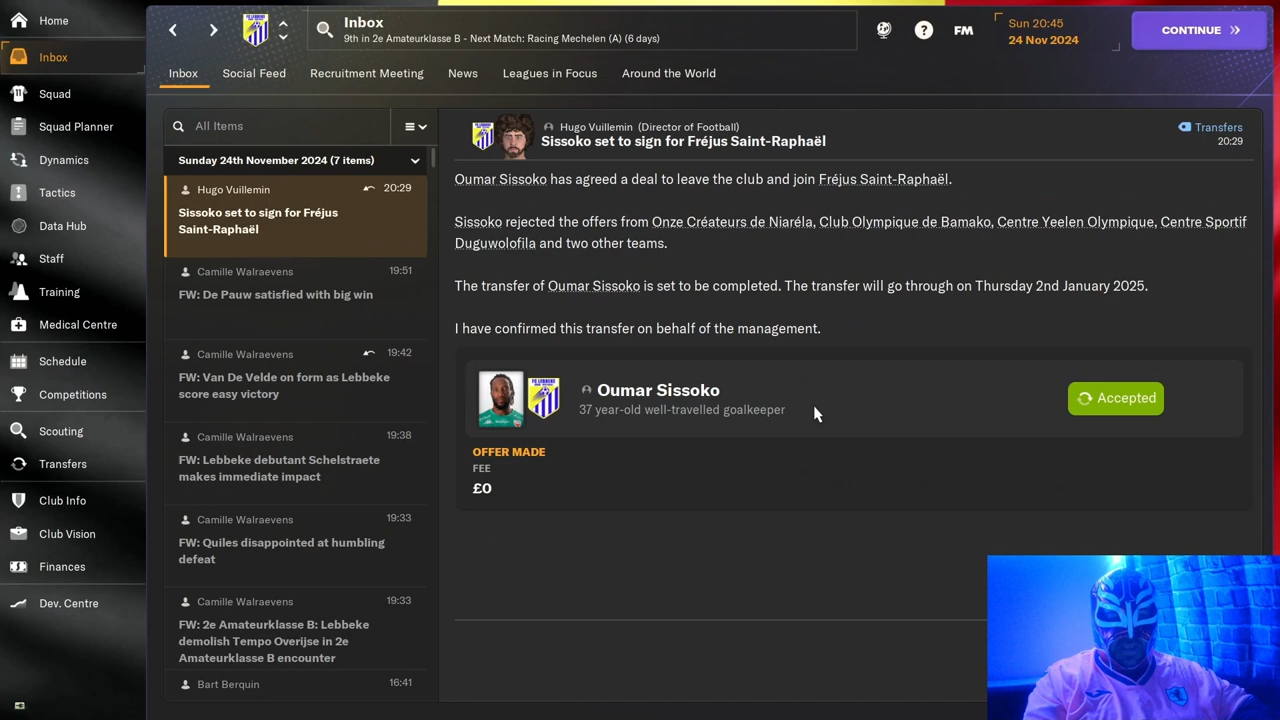 Home
Inbox
Squad
Squad Planner
Dynamics
Tactics
Data Hub
Staff
Training
Medical Centre
Schedule
Competitions
Scouting
Transfers
Club Info
Club Vision
Finances
Dev. Centre
Inbox
9th in 2e Amateurklasse B - Next Match: Racing Mechelen (A) (6 days)
?
FM
Sun 20:45
24 Nov 2024
CONTINUE
Inbox
Social Feed
Recruitment Meeting
News
Leagues in Focus
Around the World
All Items
Sunday 24th November 2024 (7 items)
Hugo Vuillemin
20:29
Sissoko set to sign for Fréjus
Saint-Raphaël
Camille Walraevens
19:51
FW: De Pauw satisfied with big win
Camille Walraevens
19:42
FW: Van De Velde on form as Lebbeke
score easy victory
Camille Walraevens
19:38
FW: Lebbeke debutant Schelstraete
makes immediate impact
Camille Walraevens
19:33
FW: Quiles disappointed at humbling
defeat
Camille Walraevens
19:33
FW: 2e Amateurklasse B: Lebbeke
demolish Tempo Overijse in 2e
Amateurklasse B encounter
Bart Berquin
16:41
Hugo Vuillemin (Director of Football)
Sissoko set to sign for Fréjus Saint-Raphaël
Transfers
20:29
Oumar Sissoko has agreed a deal to leave the club and join Fréjus Saint-Raphaël.
Sissoko rejected the offers from Onze Créateurs de Niaréla, Club Olympique de Bamako, Centre Yeelen Olympique, Centre Sportif
Duguwolofila and two other teams.
The transfer of Oumar Sissoko is set to be completed. The transfer will go through on Thursday 2nd January 2025.
I have confirmed this transfer on behalf of the management.
Oumar Sissoko
37 year-old well-travelled goalkeeper
Accepted
OFFER MADE
FEE
£0